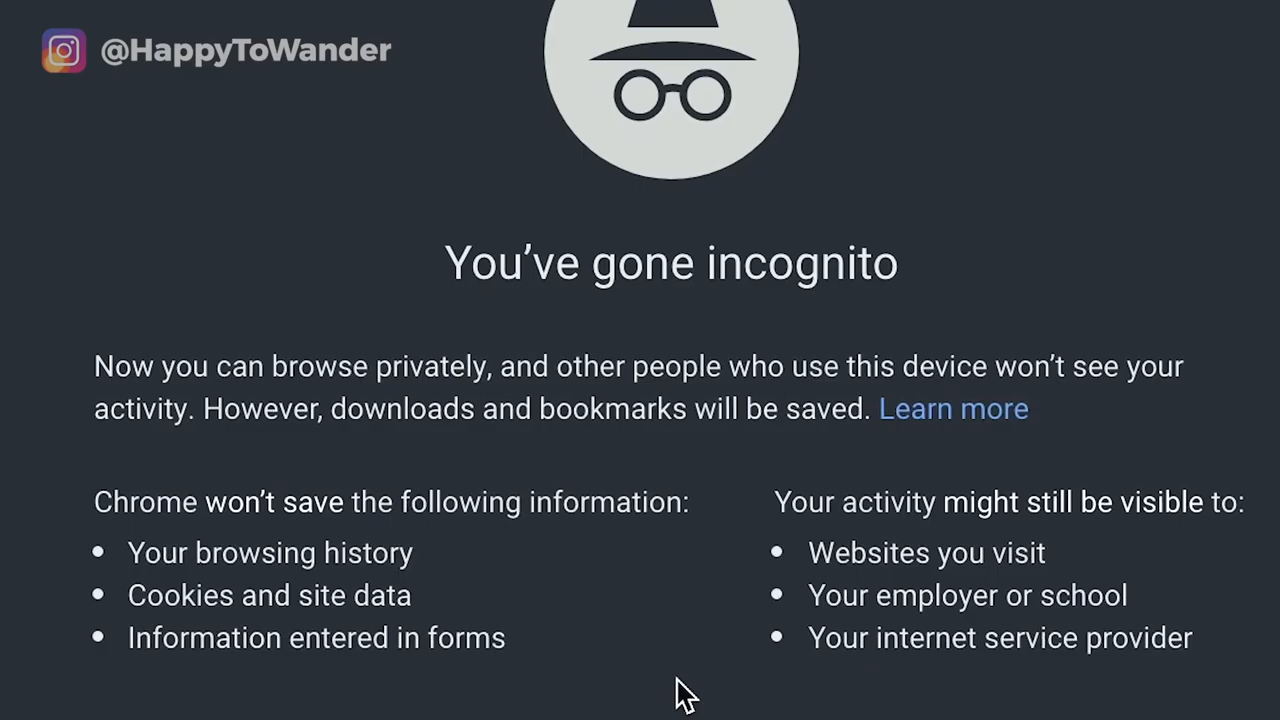 @HappyToWander
You’ve gone incognito
Now you can browse privately, and other people who use this device won’t see your
activity. However, downloads and bookmarks will be saved. Learn more
Chrome won’t save the following information:
• Your browsing history
• Cookies and site data
• Information entered in forms
Your activity might still be visible to:
• Websites you visit
• Your employer or school
• Your internet service provider